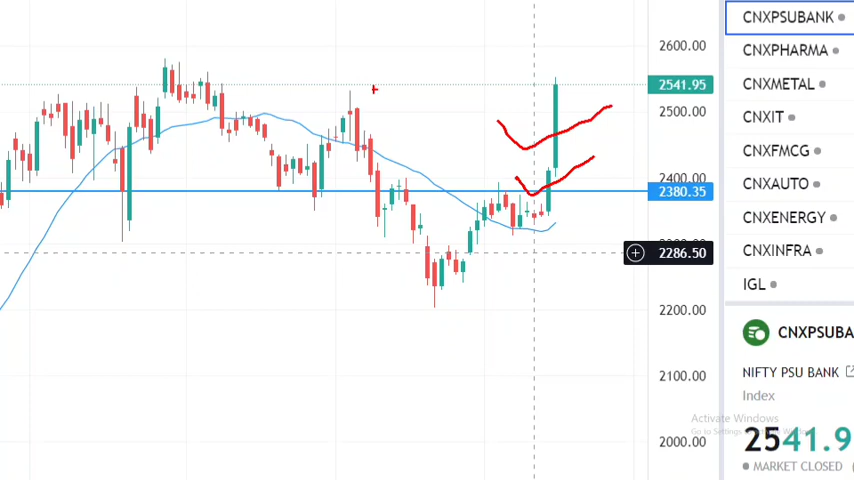 2600.00
2541.95
2500.00
2400.00
2380.35
2286.50
2200.00
2100.00
2000.00
CNXPSUBANK
CNXPHARMA
CNXMETAL
CNXIT
CNXFMCG
CNXAUTO
CNXENERGY
CNXINFRA
IGL
CNXPSUBA
NIFTY PSU BANK
Index
Activate Windows
2541.9
MARKET CLOSED